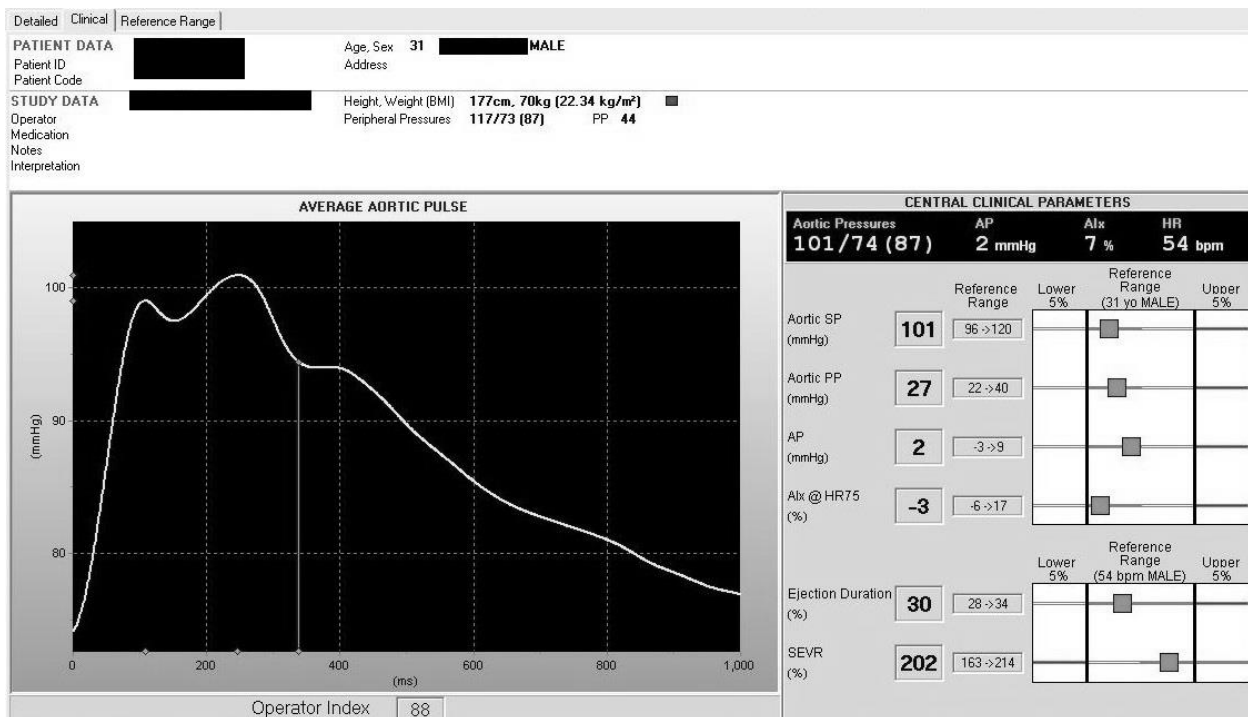 Detailed Clinical Reference Range
PATIENT DATA Age, Sex 31 MALE
Patient ID Address
Patient Code
STUDY DATA Height, Weight (BMI) 177cm, 70kg (22.34 kg/m²)
Operator Peripheral Pressures 117/73 (87) PP 44
Medication
Notes
Interpretation
AVERAGE AORTIC PULSE
100
90
80
(mmHg)
0 200 400 600 800 1,000
(ms)
Operator Index 88
CENTRAL CLINICAL PARAMETERS
Aortic Pressures AP AIx HR
101/74 (87) 2 mmHg 7 % 54 bpm
Reference Range Lower 5% Reference Range (31 yo MALE) Upper 5%
Aortic SP (mmHg) 101 96->120
Aortic PP (mmHg) 27 22->40
AP (mmHg) 2 -3->9
AIx @ HR75 (%) -3 -6->17
Lower 5% Reference Range (54 bpm MALE) Upper 5%
Ejection Duration (%) 30 28->34
SEVR (%) 202 163->214